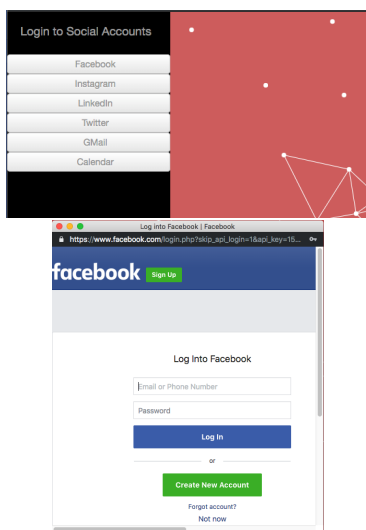 Login to Social Accounts
Facebook
Instagram
LinkedIn
Twitter
GMail
Calendar
Log into Facebook | Facebook
https://www.facebook.com/login.php?skip_api_login=1&api_key=15...
facebook Sign Up
Log Into Facebook
Email or Phone Number
Password
Log In
or
Create New Account
Forgot account?
Not now